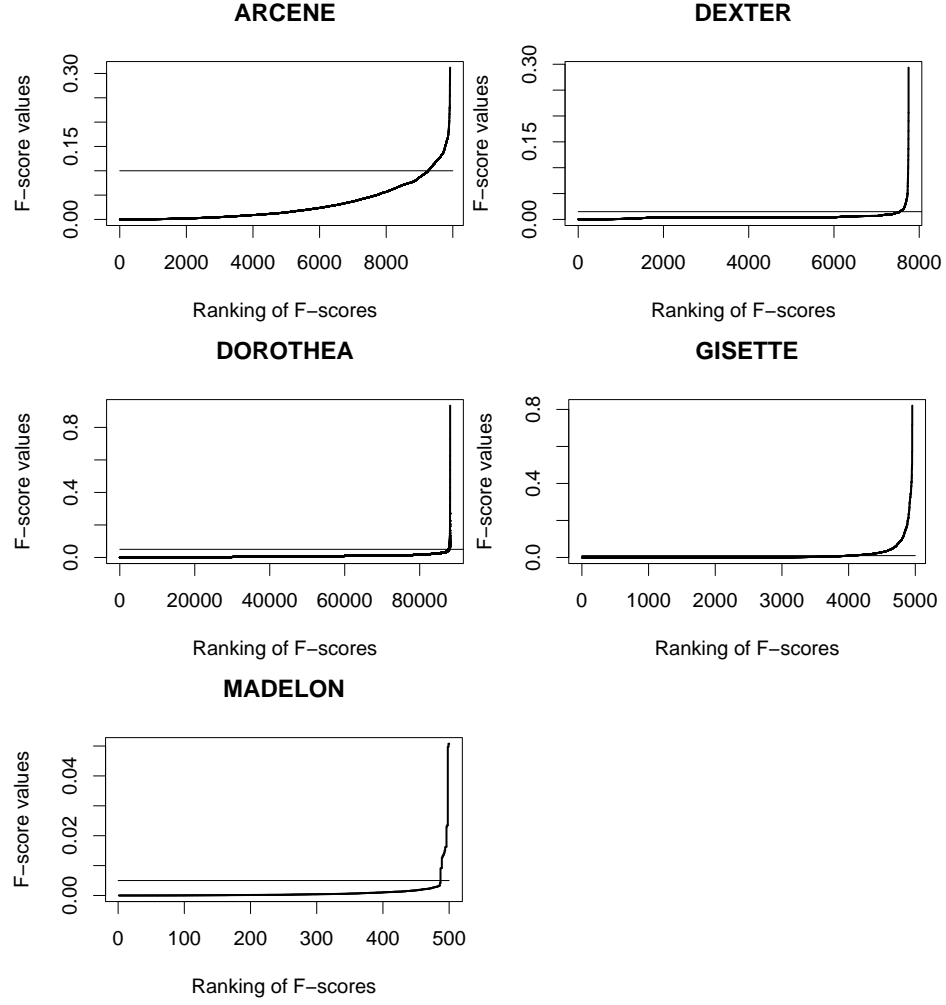 ARCENE
F−score values
0.00 0.15 0.30
0 2000 4000 6000 8000
Ranking of F−scores
DEXTER
F−score values
0.00 0.15 0.30
0 2000 4000 6000 8000
Ranking of F−scores
DOROTHEA
F−score values
0.0 0.4 0.8
0 20000 40000 60000 80000
Ranking of F−scores
GISETTE
F−score values
0.0 0.4 0.8
0 1000 2000 3000 4000 5000
Ranking of F−scores
MADELON
F−score values
0.00 0.02 0.04
0 100 200 300 400 500
Ranking of F−scores